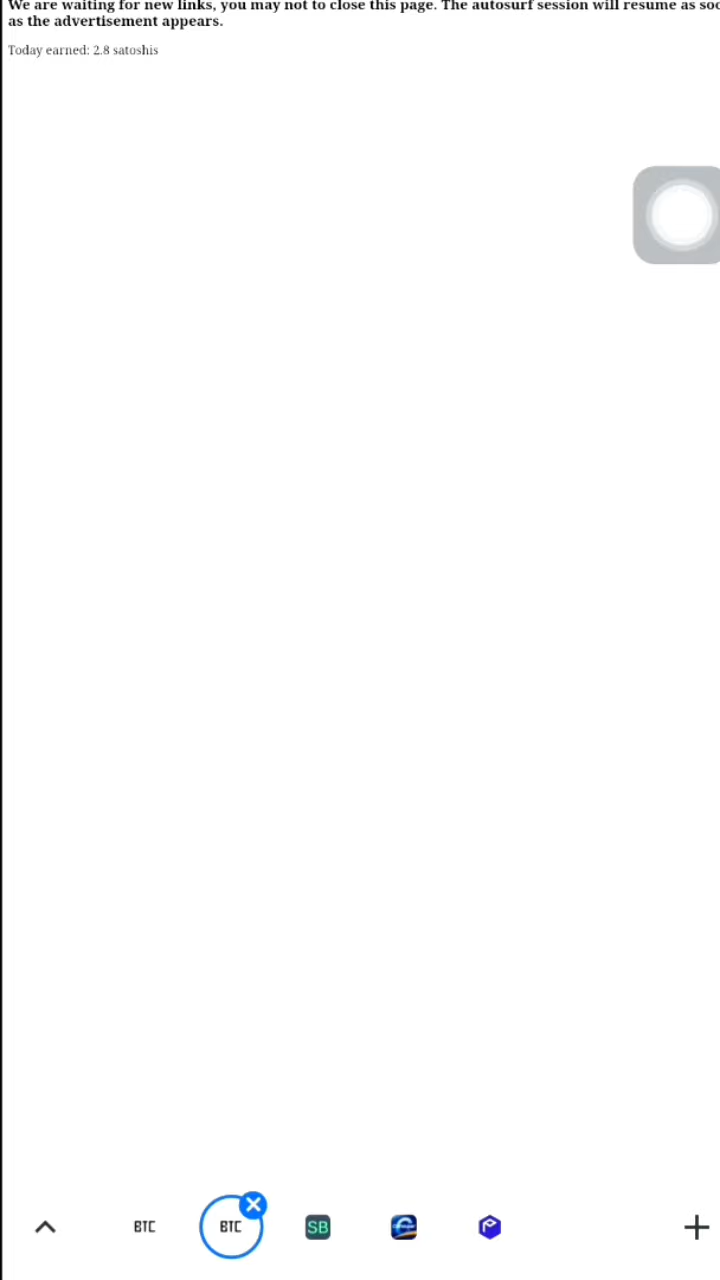 We are waiting for new links, you may not to close this page. The autosurf session will resume as
as the advertisement appears.
Today earned: 2.8 satoshis
BTC
BTC
SB